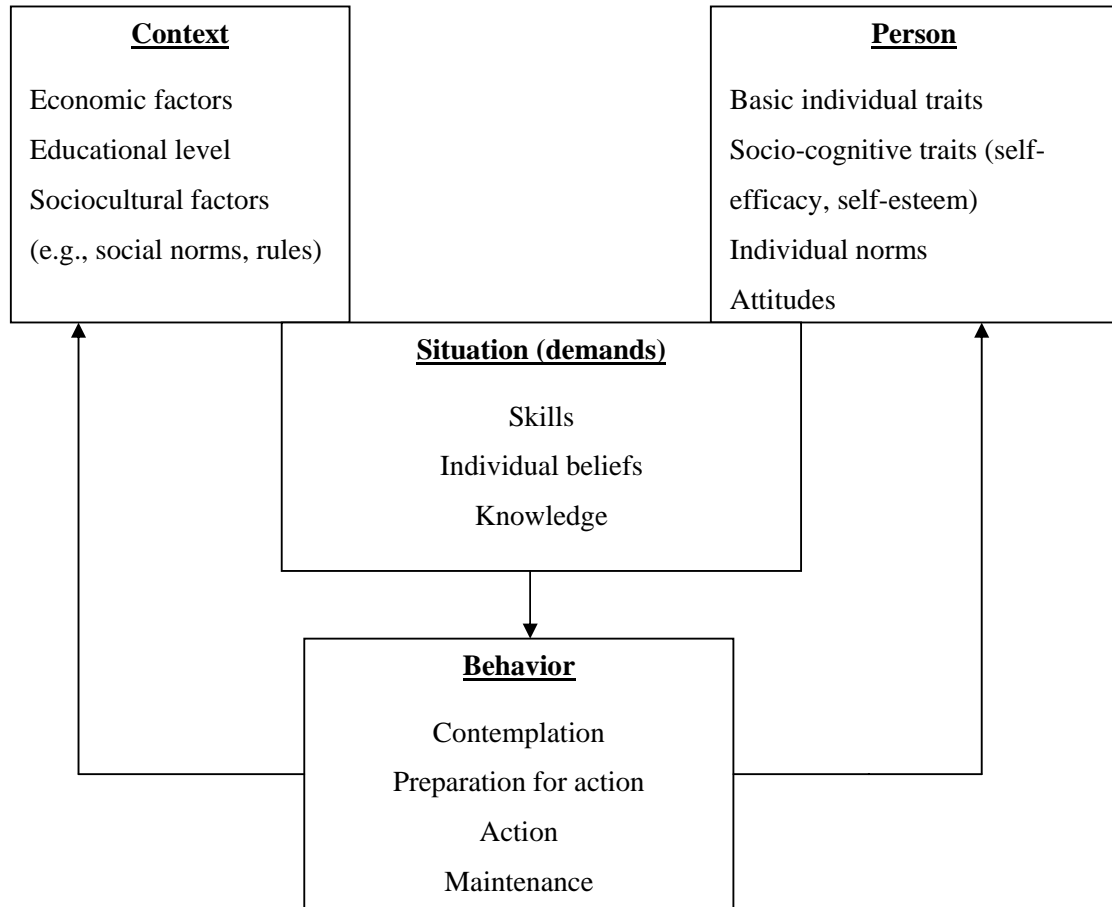 Context
Economic factors
Educational level
Sociocultural factors
(e.g., social norms, rules)
Person
Basic individual traits
Socio-cognitive traits (self-
efficacy, self-esteem)
Individual norms
Attitudes
Situation (demands)
Skills
Individual beliefs
Knowledge
Behavior
Contemplation
Preparation for action
Action
Maintenance